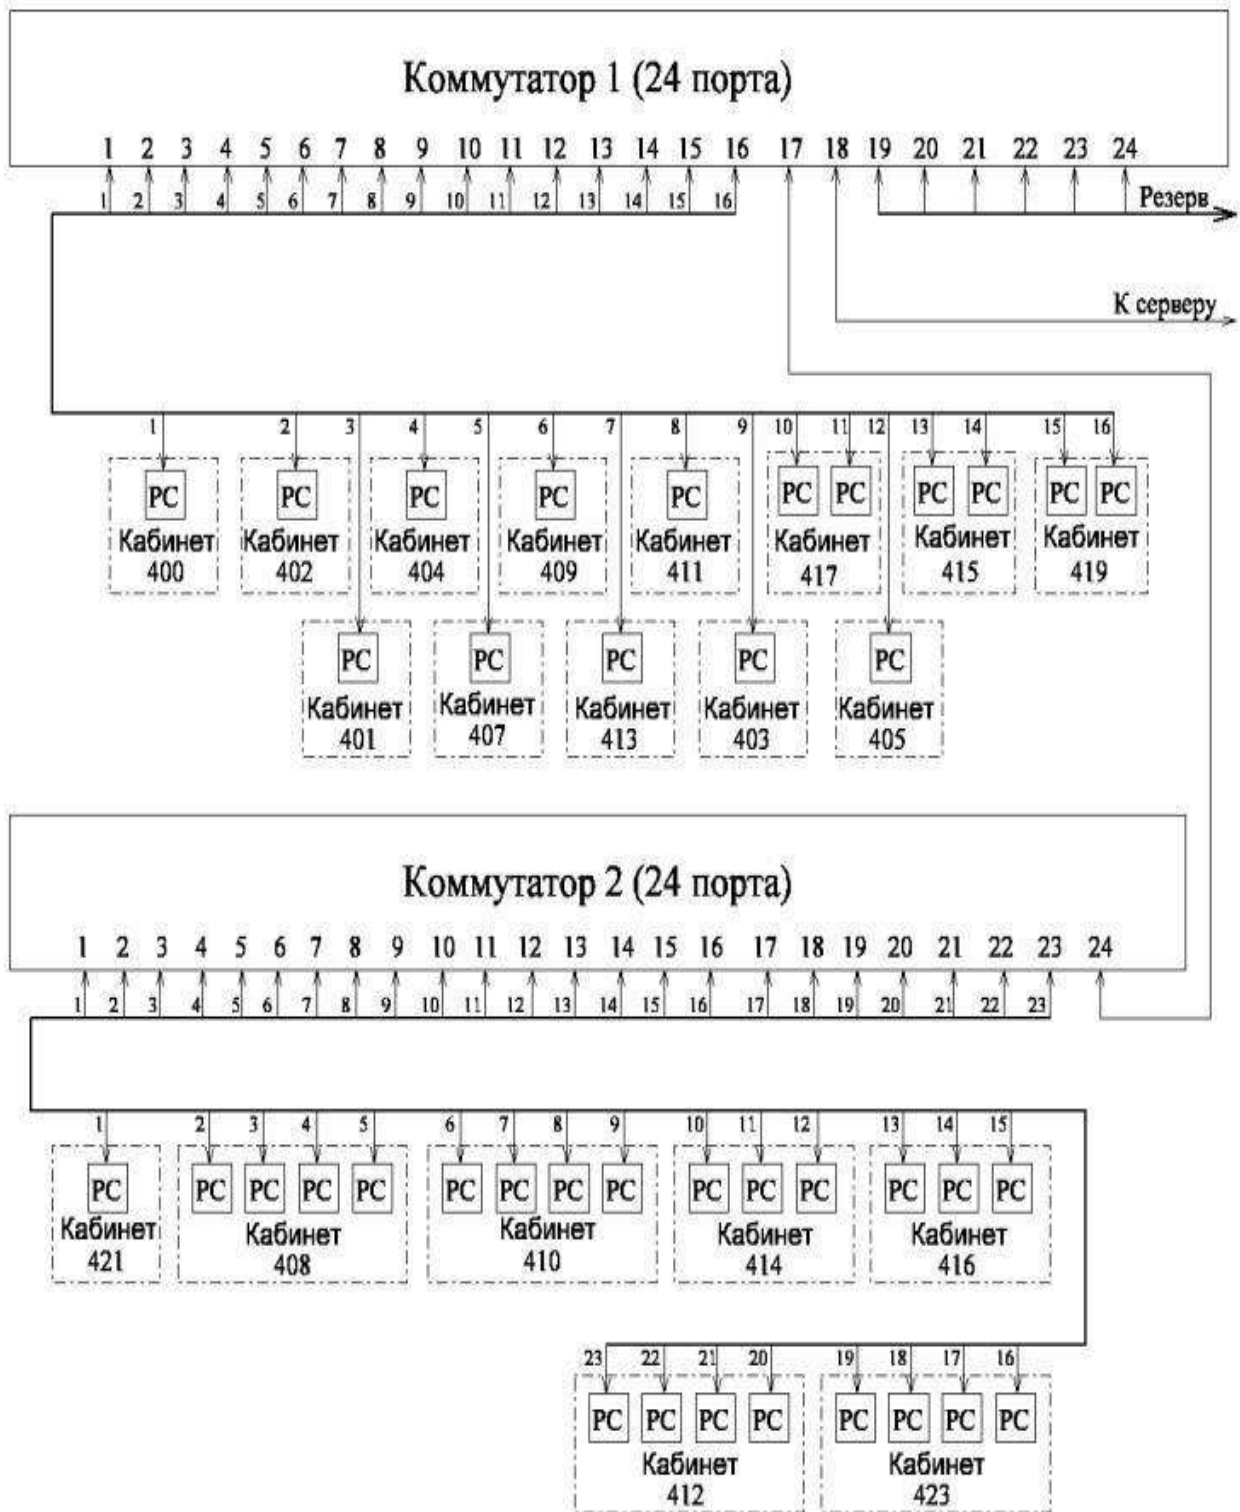 Коммутатор 1 (24 порта)
1 2 3 4 5 6 7 8 9 10 11 12 13 14 15 16 17 18 19 20 21 22 23 24
1 2 3 4 5 6 7 8 9 10 11 12 13 14 15 16
Резерв
К серверу
1 2 3 4 5 6 7 8 9 10 11 12 13 14 15 16
PC PC PC PC PC PC PC PC PC PC PC
Кабинет Кабинет Кабинет Кабинет Кабинет Кабинет Кабинет Кабинет
400 402 404 409 411 417 415 419
PC PC PC PC PC
Кабинет Кабинет Кабинет Кабинет Кабинет
401 407 413 403 405
Коммутатор 2 (24 порта)
1 2 3 4 5 6 7 8 9 10 11 12 13 14 15 16 17 18 19 20 21 22 23 24
1 2 3 4 5 6 7 8 9 10 11 12 13 14 15 16 17 18 19 20 21 22 23
1 2 3 4 5 6 7 8 9 10 11 12 13 14 15
PC PC PC PC PC PC PC PC PC PC PC PC PC PC PC
Кабинет Кабинет Кабинет Кабинет Кабинет
421 408 410 414 416
23 22 21 20 19 18 17 16
PC PC PC PC PC PC PC PC
Кабинет Кабинет
412 423